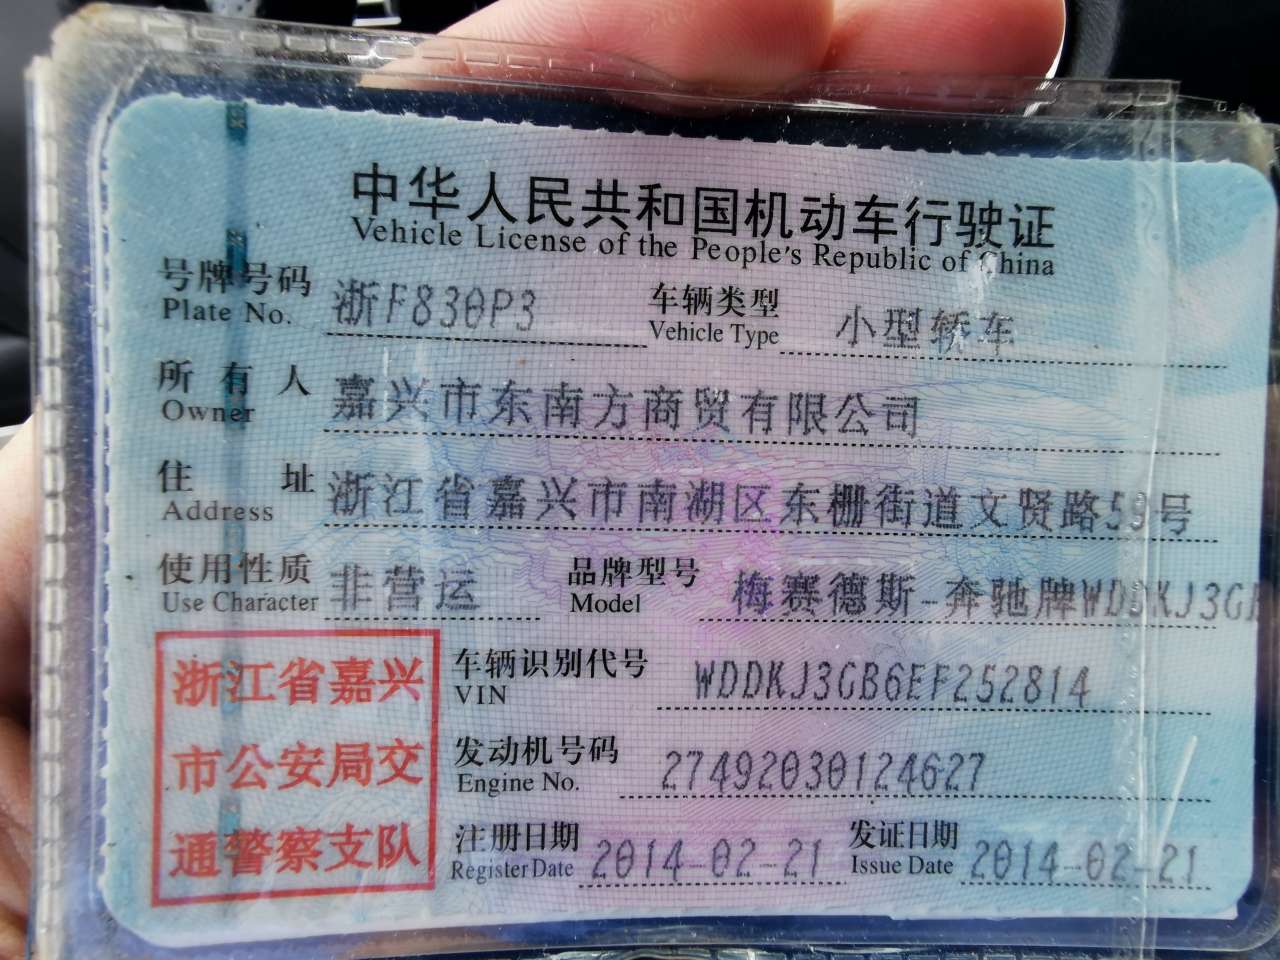 中华人民共和国机动车行驶证
Vehicle License of the People's Republic of China
号牌号码 浙F830P3 车辆类型 小型轿车
Plate No. Vehicle Type
所有人 嘉兴市东南方商贸有限公司
Owner
住址 浙江省嘉兴市南湖区东栅街道文贤路59号
Address
使用性质 非营运 品牌型号 梅赛德斯-奔驰牌WDDKJ3GB
Use Character Model
浙江省嘉兴
市公安局交
通警察支队
车辆识别代号 WDDKJ3GB6EF252814
VIN
发动机号码 27492030124627
Engine No.
注册日期 2014-02-21 发证日期 2014-02-21
Register Date Issue Date